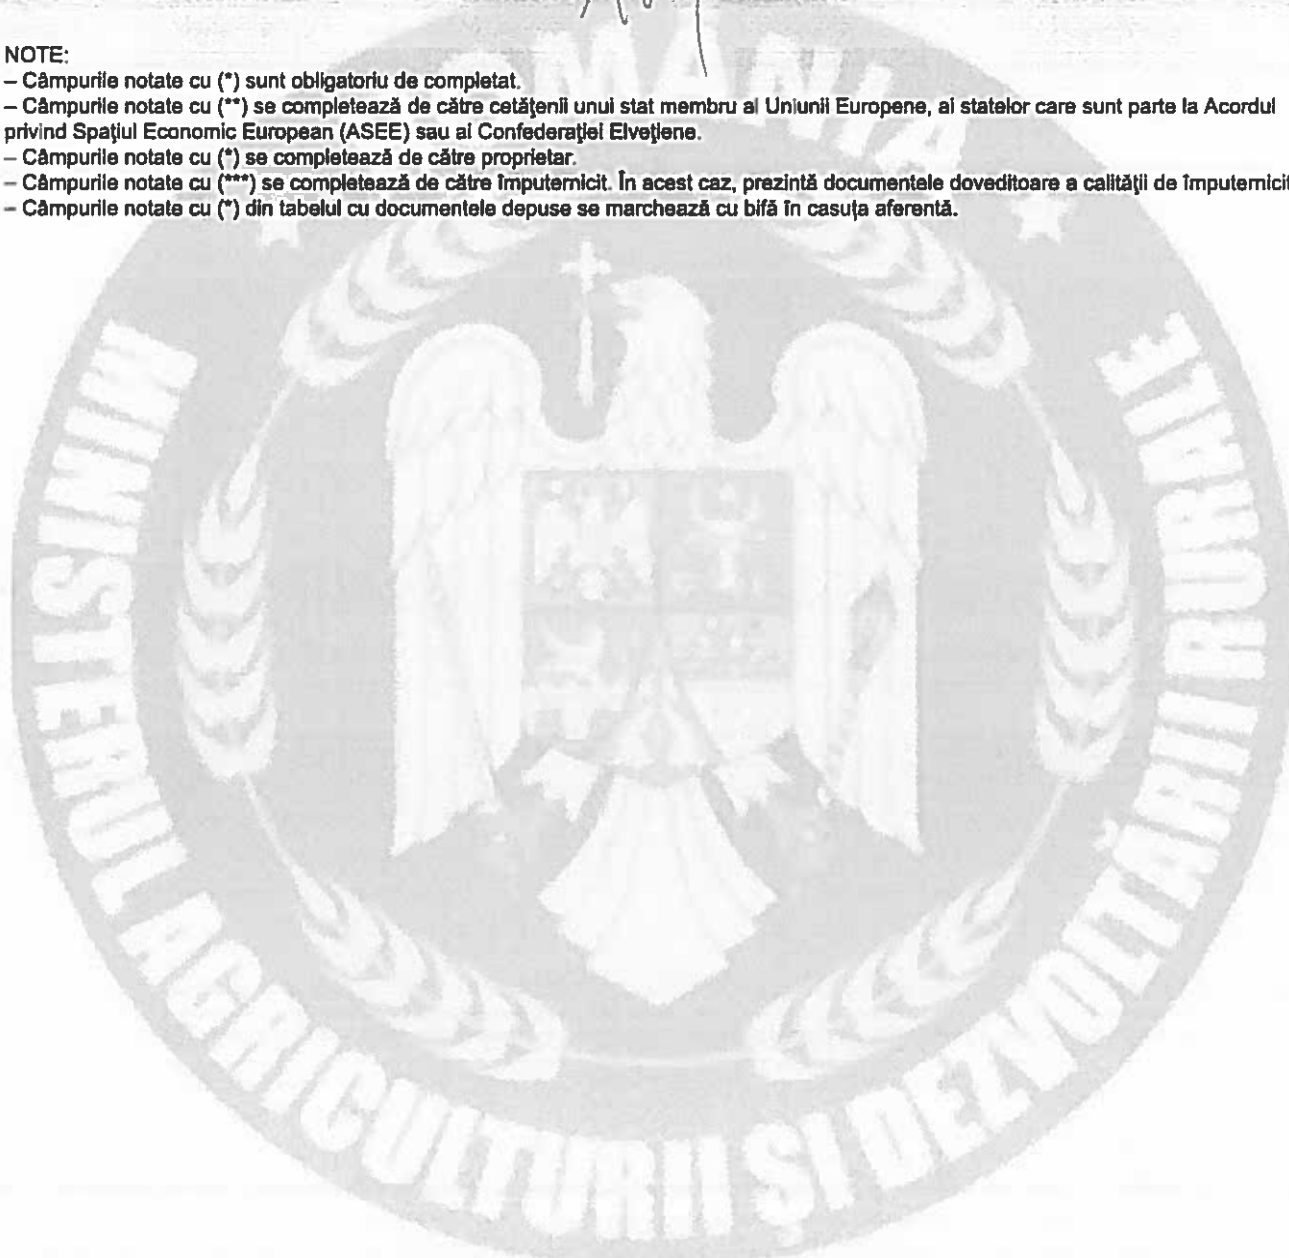 NOTE:
– Câmpurile notate cu (*) sunt obligatoriu de completat.
– Câmpurile notate cu (**) se completează de către cetăţenii unui stat membru al Uniunii Europene, ai statelor care sunt parte la Acordul
privind Spaţiul Economic European (ASEE) sau ai Confederaţiei Elveţiene.
– Câmpurile notate cu (*) se completează de către proprietar.
– Câmpurile notate cu (***) se completează de către împuternicit. În acest caz, prezintă documentele doveditoare a calităţii de împuternicit
– Câmpurile notate cu (*) din tabelul cu documentele depuse se marchează cu bifă în casuţa aferentă.
ROMÂNIA
MINISTERUL AGRICULTURII ŞI DEZVOLTĂRII RURALE